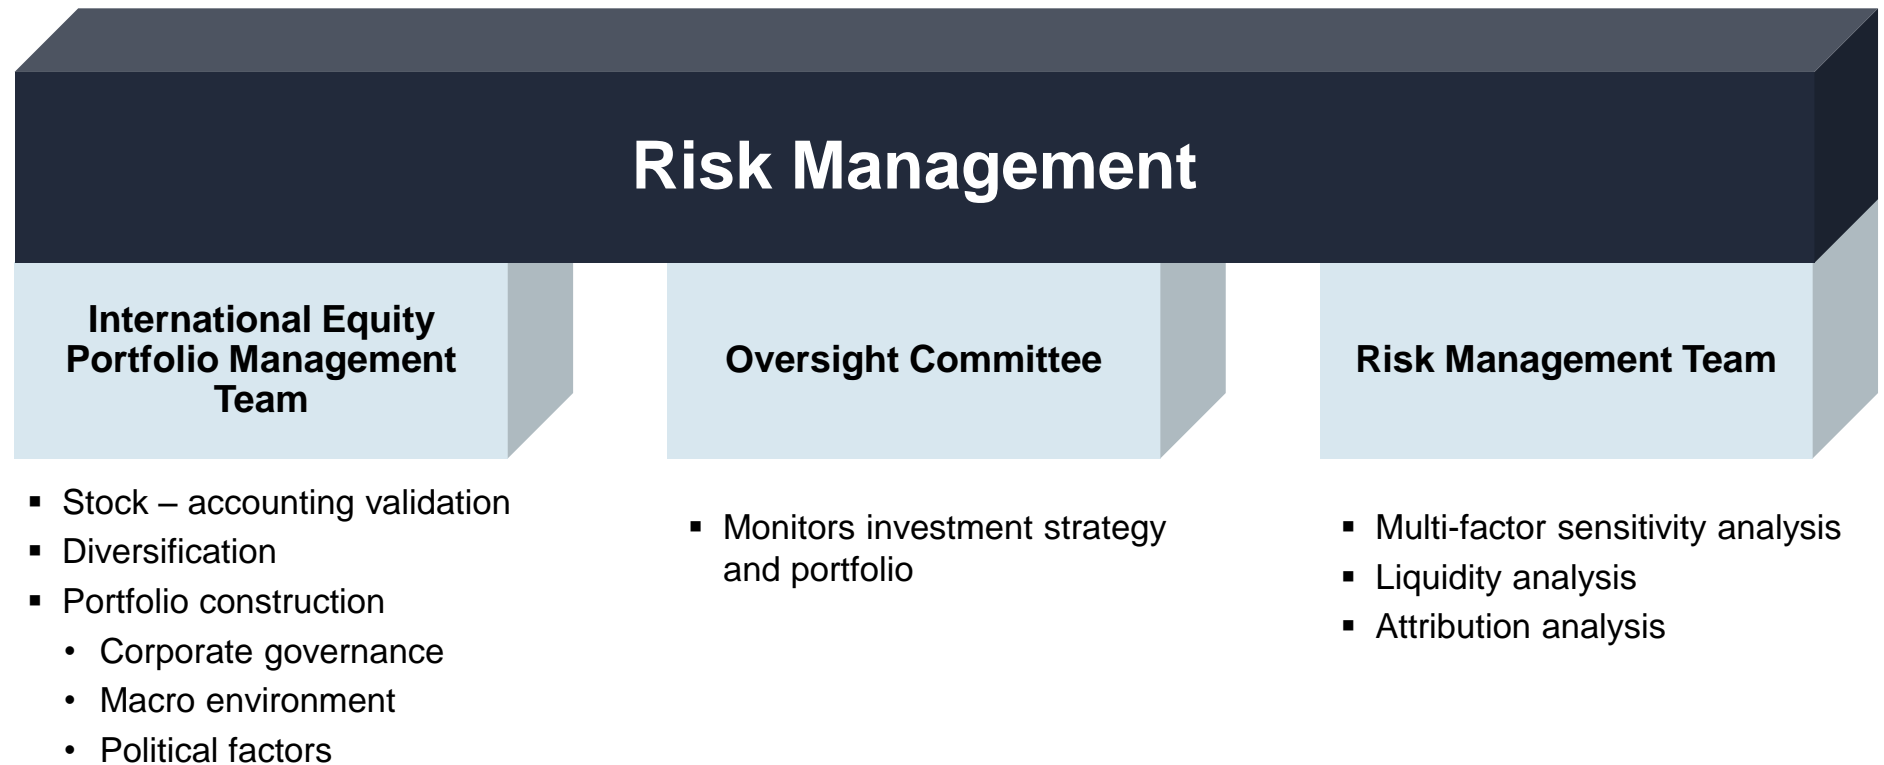 Risk Management
International Equity
Portfolio Management
Team
▪ Stock – accounting validation
▪ Diversification
▪ Portfolio construction
• Corporate governance
• Macro environment
• Political factors
Oversight Committee
▪ Monitors investment strategy
and portfolio
Risk Management Team
▪ Multi-factor sensitivity analysis
▪ Liquidity analysis
▪ Attribution analysis